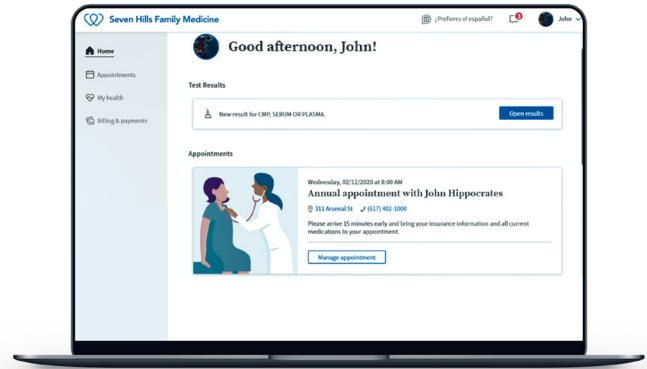 Seven Hills Family Medicine
¿Prefieres el español?
3
John
Home
Appointments
My health
Billing & payments
Good afternoon, John!
Test Results
New result for CMP, SERUM OR PLASMA.
Open results
Appointments
Wednesday, 02/12/2020 at 8:00 AM
Annual appointment with John Hippocrates
311 Arsenal St (617) 402-1000
Please arrive 15 minutes early and bring your insurance information and all current
medications to your appointment.
Manage appointment